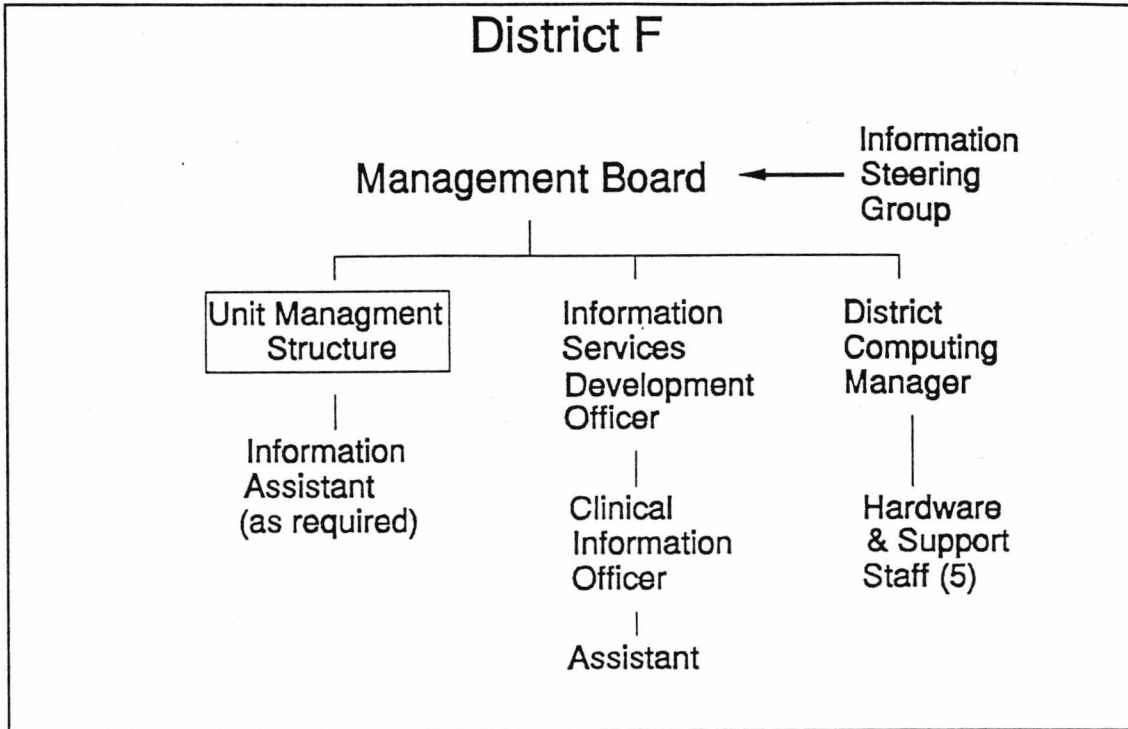 District F
Management Board
Information
Steering
Group
Unit Managment
Structure
Information
Assistant
(as required)
Information
Services
Development
Officer
Clinical
Information
Officer
Assistant
District
Computing
Manager
Hardware
& Support
Staff (5)